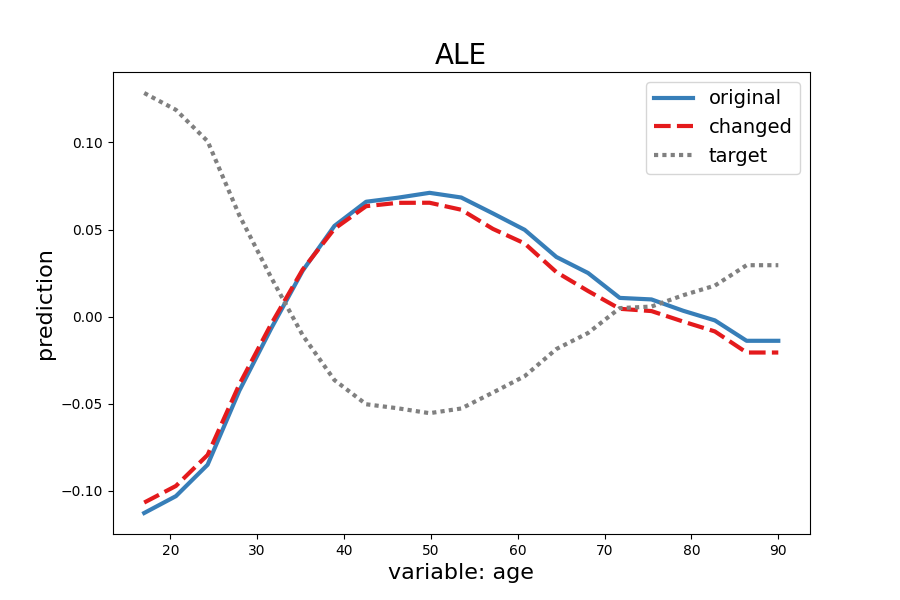 ALE
original
changed
target
prediction
0.10
0.05
0.00
−0.05
−0.10
20 30 40 50 60 70 80 90
variable: age